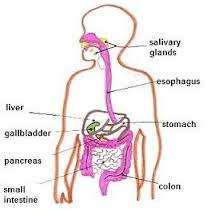 salivary
glands
esophagus
liver
stomach
gallbladder
pancreas
small
intestine
colon